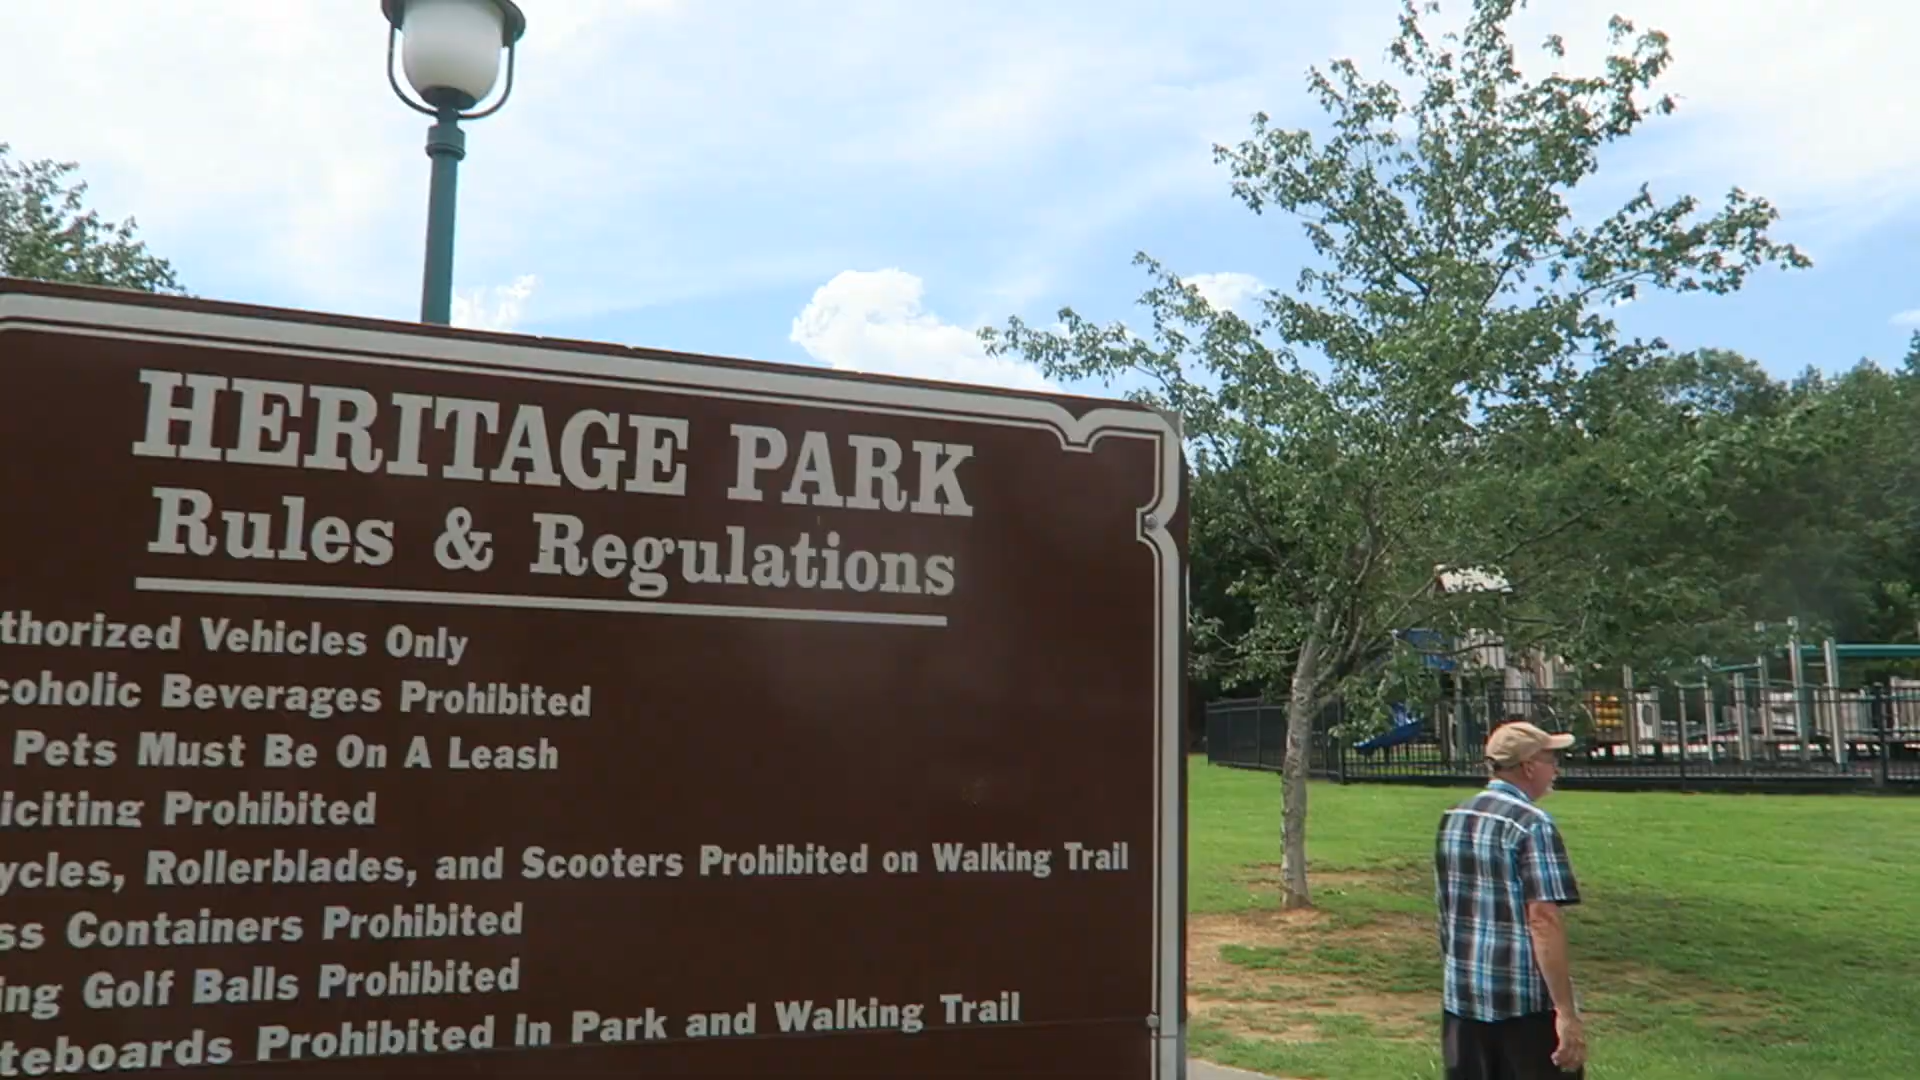 HERITAGE PARK
Rules & Regulations
thorized Vehicles Only
coholic Beverages Prohibited
Pets Must Be On A Leash
iciting Prohibited
ycles, Rollerblades, and Scooters Prohibited on Walking Trail
ss Containers Prohibited
ing Golf Balls Prohibited
teboards Prohibited in Park and Walking Trail